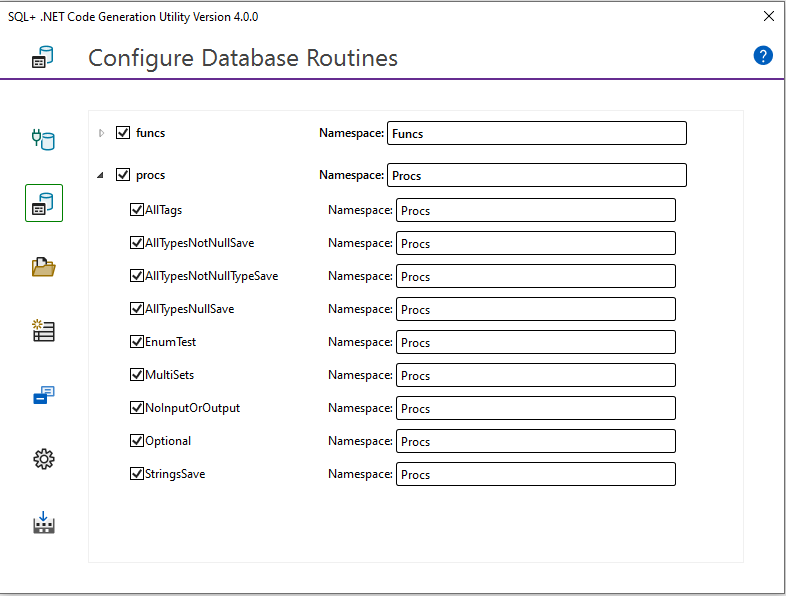 SQL+ .NET Code Generation Utility Version 4.0.0
Configure Database Routines
?
funcs Namespace: Funcs
procs Namespace: Procs
AllTags Namespace: Procs
AllTypesNotNullSave Namespace: Procs
AllTypesNotNullTypeSave Namespace: Procs
AllTypesNullSave Namespace: Procs
EnumTest Namespace: Procs
MultiSets Namespace: Procs
NoInputOrOutput Namespace: Procs
Optional Namespace: Procs
StringsSave Namespace: Procs